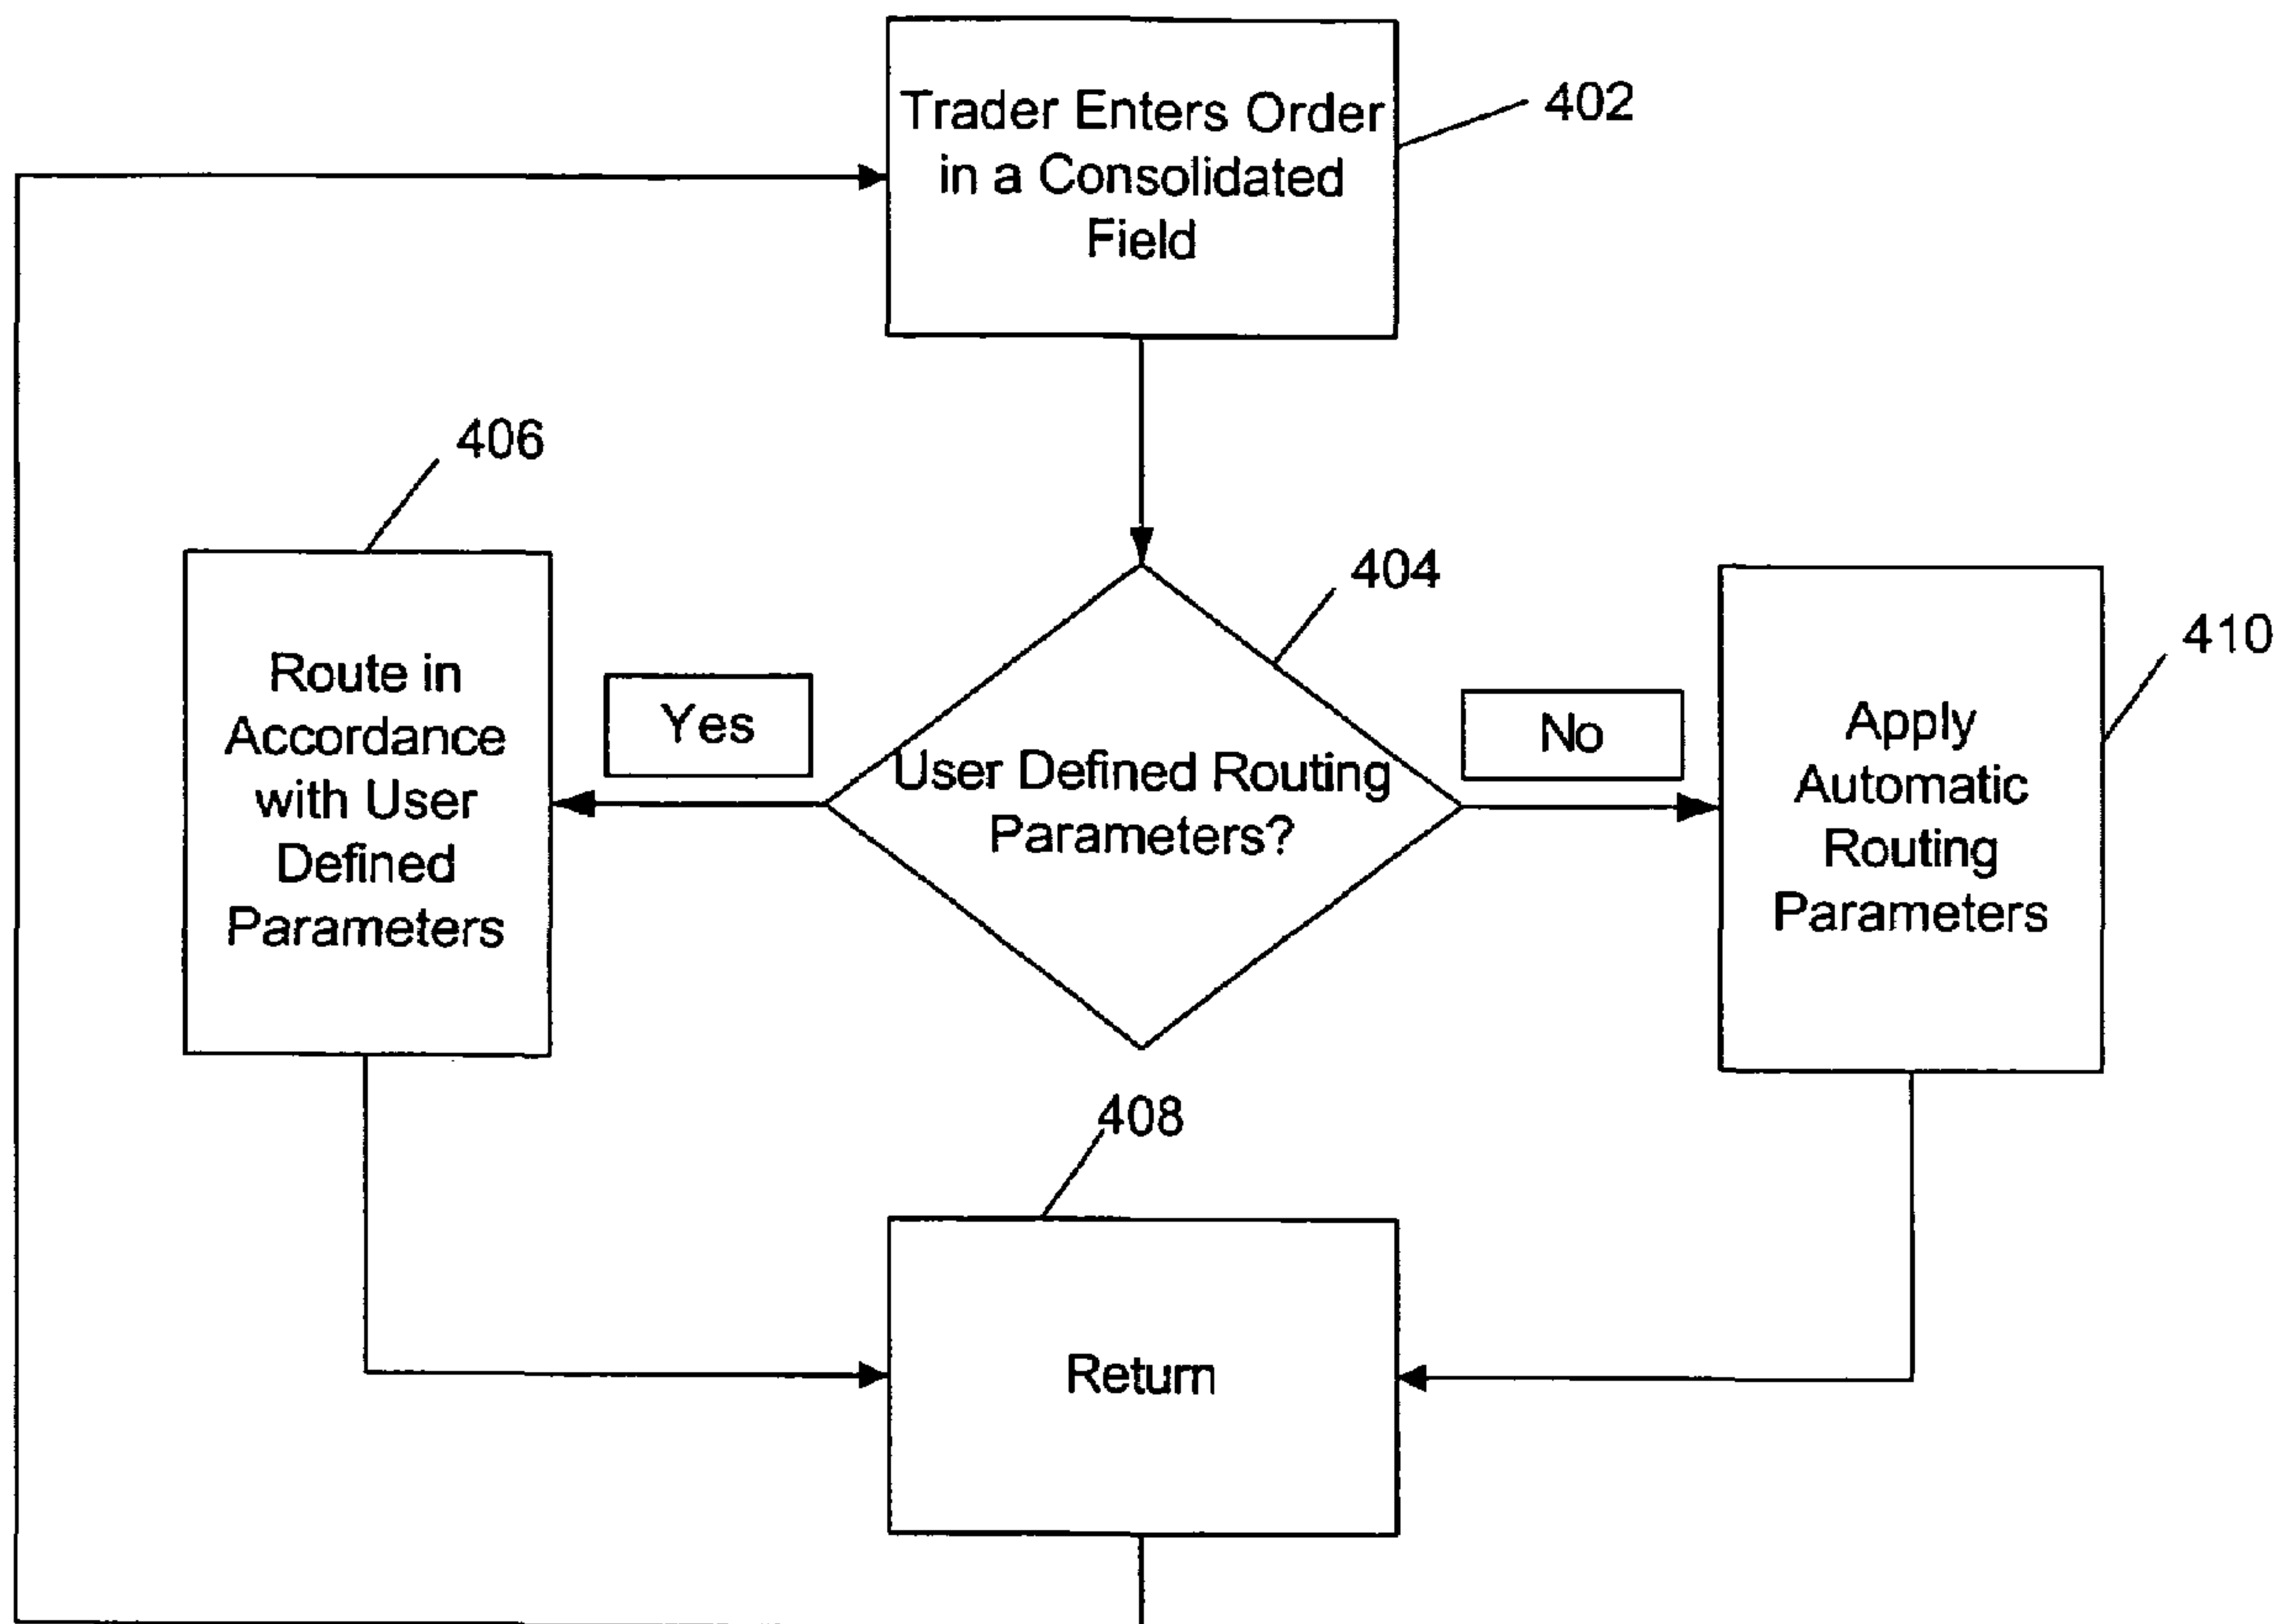 Trader Enters Order
in a Consolidated
Field
402
406
404
410
Route in
Accordance
with User
Defined
Parameters
Yes
User Defined Routing
Parameters?
No
Apply
Automatic
Routing
Parameters
408
Return